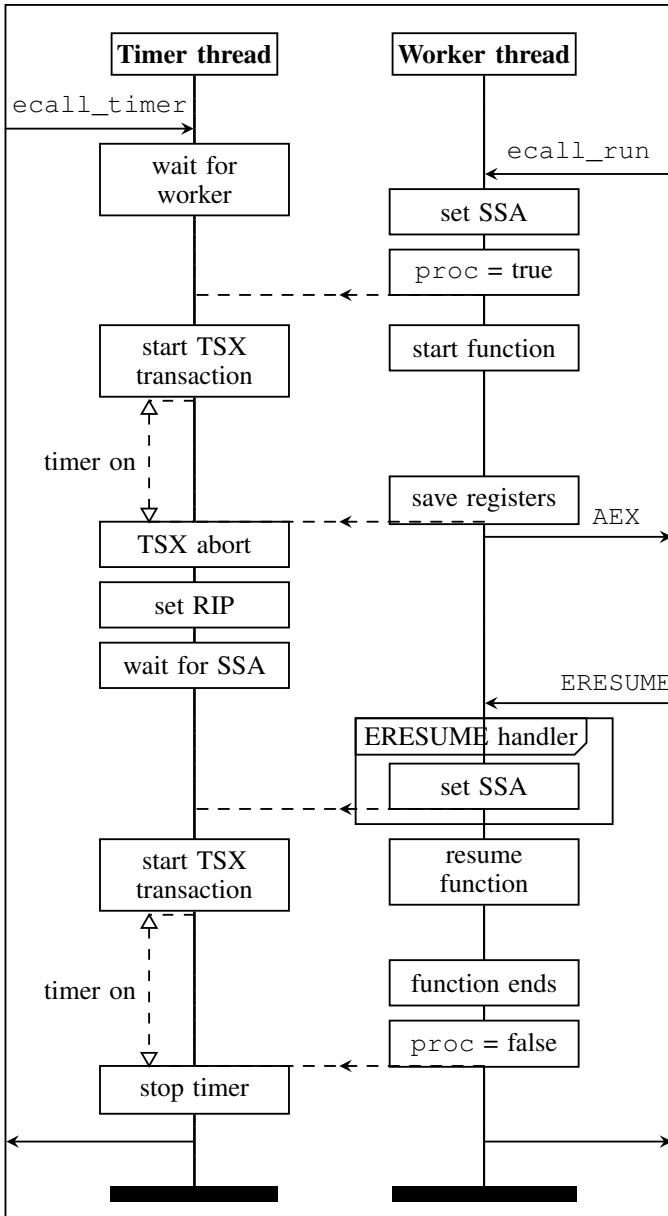 Timer thread
Worker thread
ecall_timer
wait for
worker
ecall_run
set SSA
proc = true
start TSX
transaction
start function
timer on
save registers
AEX
TSX abort
set RIP
wait for SSA
ERESUME
ERESUME handler
set SSA
start TSX
transaction
resume
function
timer on
function ends
proc = false
stop timer